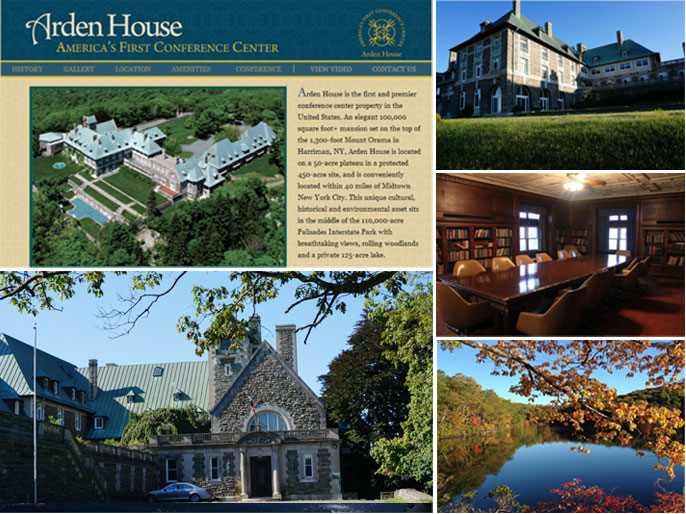 Arden House
America's First Conference Center
AMERICA'S FIRST CONFERENCE CENTER
Arden House
HISTORY GALLERY LOCATION AMENITIES CONFERENCE | VIEW VIDEO CONTACT US
Arden House is the first and premier
conference center property in the
United States. An elegant 100,000
square foot+ mansion set on the top of
the 1,300-foot Mount Orama in
Harriman, NY, Arden House is located
on a 50-acre plateau in a protected
450-acre site, and is conveniently
located within 40 miles of Midtown
New York City. This unique cultural,
historical and environmental asset sits
in the middle of the 110,000-acre
Palisades Interstate Park with
breathtaking views, rolling woodlands
and a private 125-acre lake.